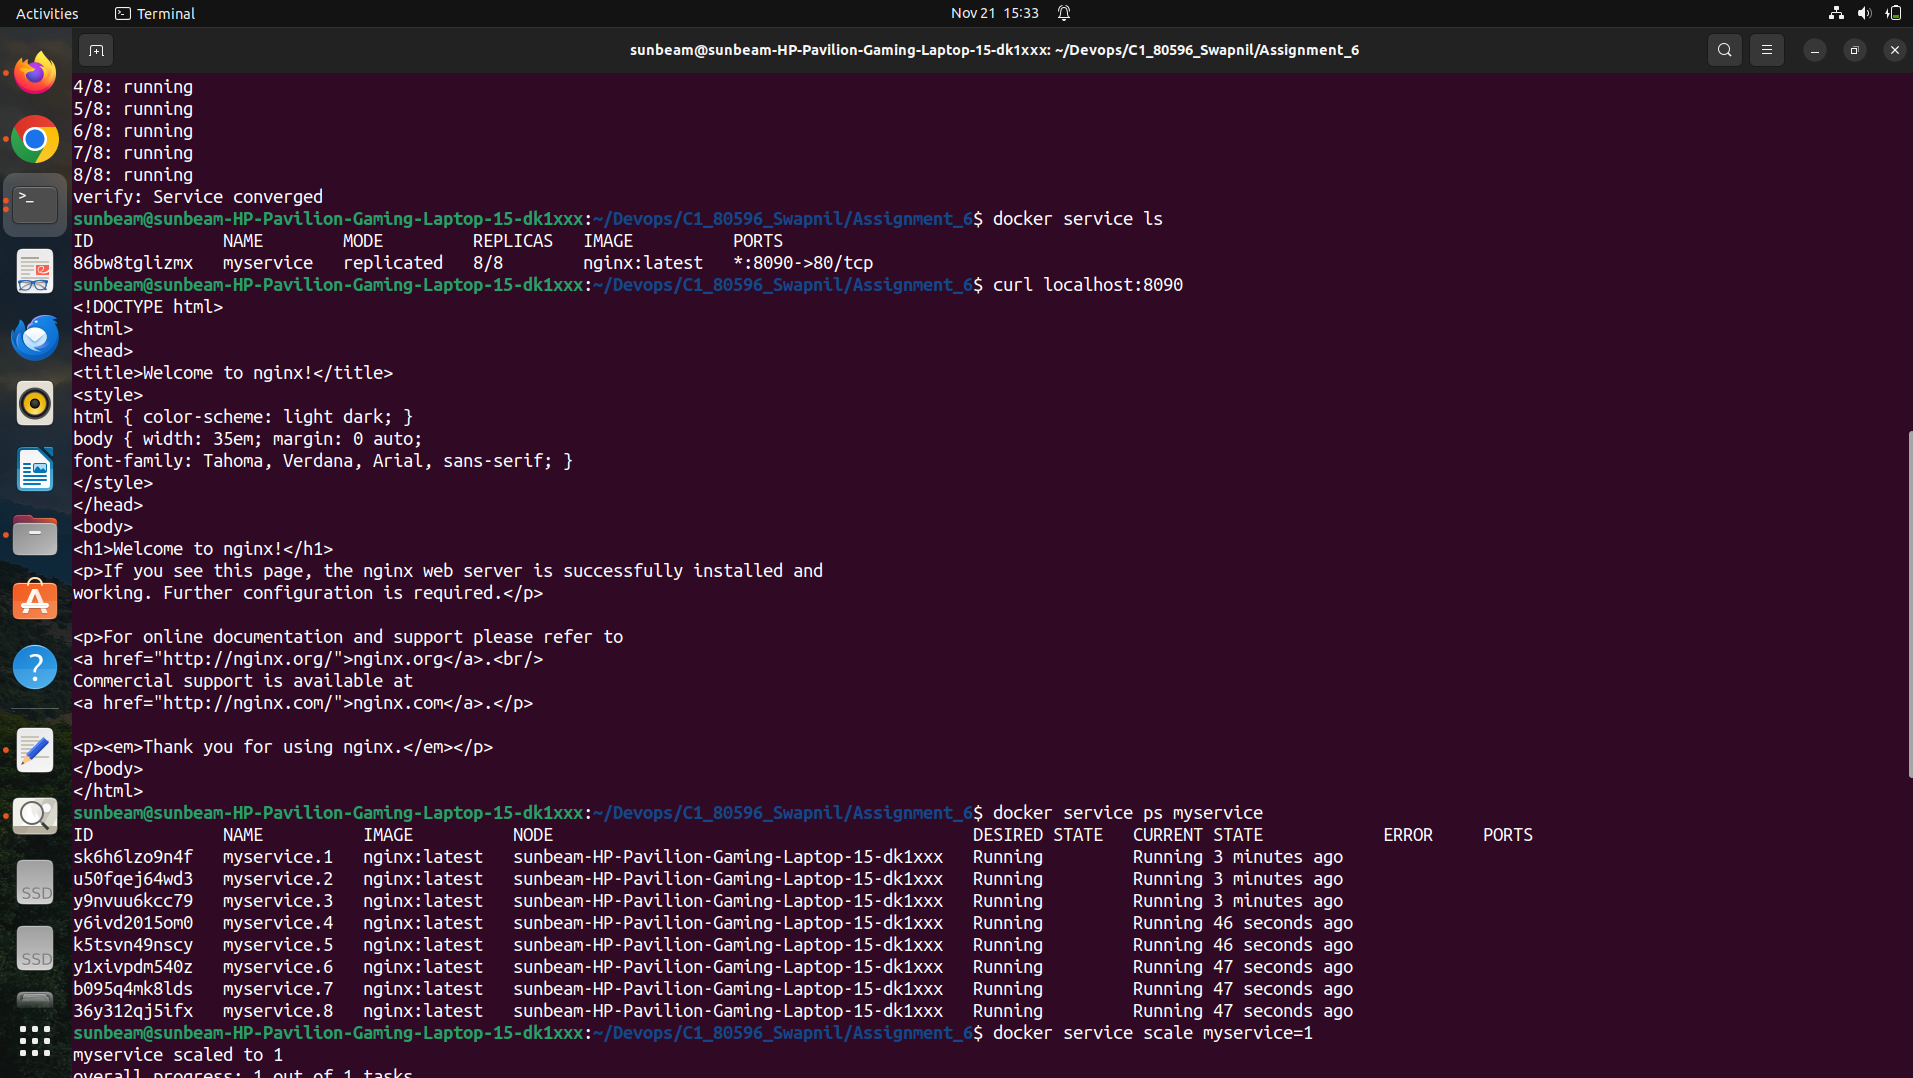 Activities
Terminal
Nov 21 15:33
sunbeam@sunbeam-HP-Pavilion-Gaming-Laptop-15-dk1xxx: ~/Devops/C1_80596_Swapnil/Assignment_6
4/8: running
5/8: running
6/8: running
7/8: running
8/8: running
verify: Service converged
sunbeam@sunbeam-HP-Pavilion-Gaming-Laptop-15-dk1xxx:~/Devops/C1_80596_Swapnil/Assignment_6$ docker service ls
ID NAME MODE REPLICAS IMAGE PORTS
86bw8tglizmx myservice replicated 8/8 nginx:latest *:8090->80/tcp
sunbeam@sunbeam-HP-Pavilion-Gaming-Laptop-15-dk1xxx:~/Devops/C1_80596_Swapnil/Assignment_6$ curl localhost:8090
<!DOCTYPE html>
<html>
<head>
<title>Welcome to nginx!</title>
<style>
html { color-scheme: light dark; }
body { width: 35em; margin: 0 auto;
font-family: Tahoma, Verdana, Arial, sans-serif; }
</style>
</head>
<body>
<h1>Welcome to nginx!</h1>
<p>If you see this page, the nginx web server is successfully installed and
working. Further configuration is required.</p>
<p>For online documentation and support please refer to
<a href="http://nginx.org/">nginx.org</a>.<br/>
Commercial support is available at
<a href="http://nginx.com/">nginx.com</a>.</p>
<p><em>Thank you for using nginx.</em></p>
</body>
</html>
sunbeam@sunbeam-HP-Pavilion-Gaming-Laptop-15-dk1xxx:~/Devops/C1_80596_Swapnil/Assignment_6$ docker service ps myservice
ID NAME IMAGE NODE DESIRED STATE CURRENT STATE ERROR PORTS
sk6h6lzo9n4f myservice.1 nginx:latest sunbeam-HP-Pavilion-Gaming-Laptop-15-dk1xxx Running Running 3 minutes ago
u50fqej64wd3 myservice.2 nginx:latest sunbeam-HP-Pavilion-Gaming-Laptop-15-dk1xxx Running Running 3 minutes ago
y9nvuu6kcc79 myservice.3 nginx:latest sunbeam-HP-Pavilion-Gaming-Laptop-15-dk1xxx Running Running 3 minutes ago
y6ivd2015om0 myservice.4 nginx:latest sunbeam-HP-Pavilion-Gaming-Laptop-15-dk1xxx Running Running 46 seconds ago
k5tsvn49nscy myservice.5 nginx:latest sunbeam-HP-Pavilion-Gaming-Laptop-15-dk1xxx Running Running 46 seconds ago
y1xivpdm540z myservice.6 nginx:latest sunbeam-HP-Pavilion-Gaming-Laptop-15-dk1xxx Running Running 47 seconds ago
b095q4mk8lds myservice.7 nginx:latest sunbeam-HP-Pavilion-Gaming-Laptop-15-dk1xxx Running Running 47 seconds ago
36y312qj5ifx myservice.8 nginx:latest sunbeam-HP-Pavilion-Gaming-Laptop-15-dk1xxx Running Running 47 seconds ago
sunbeam@sunbeam-HP-Pavilion-Gaming-Laptop-15-dk1xxx:~/Devops/C1_80596_Swapnil/Assignment_6$ docker service scale myservice=1
myservice scaled to 1
overall progress: 1 out of 1 tasks
SSD
SSD